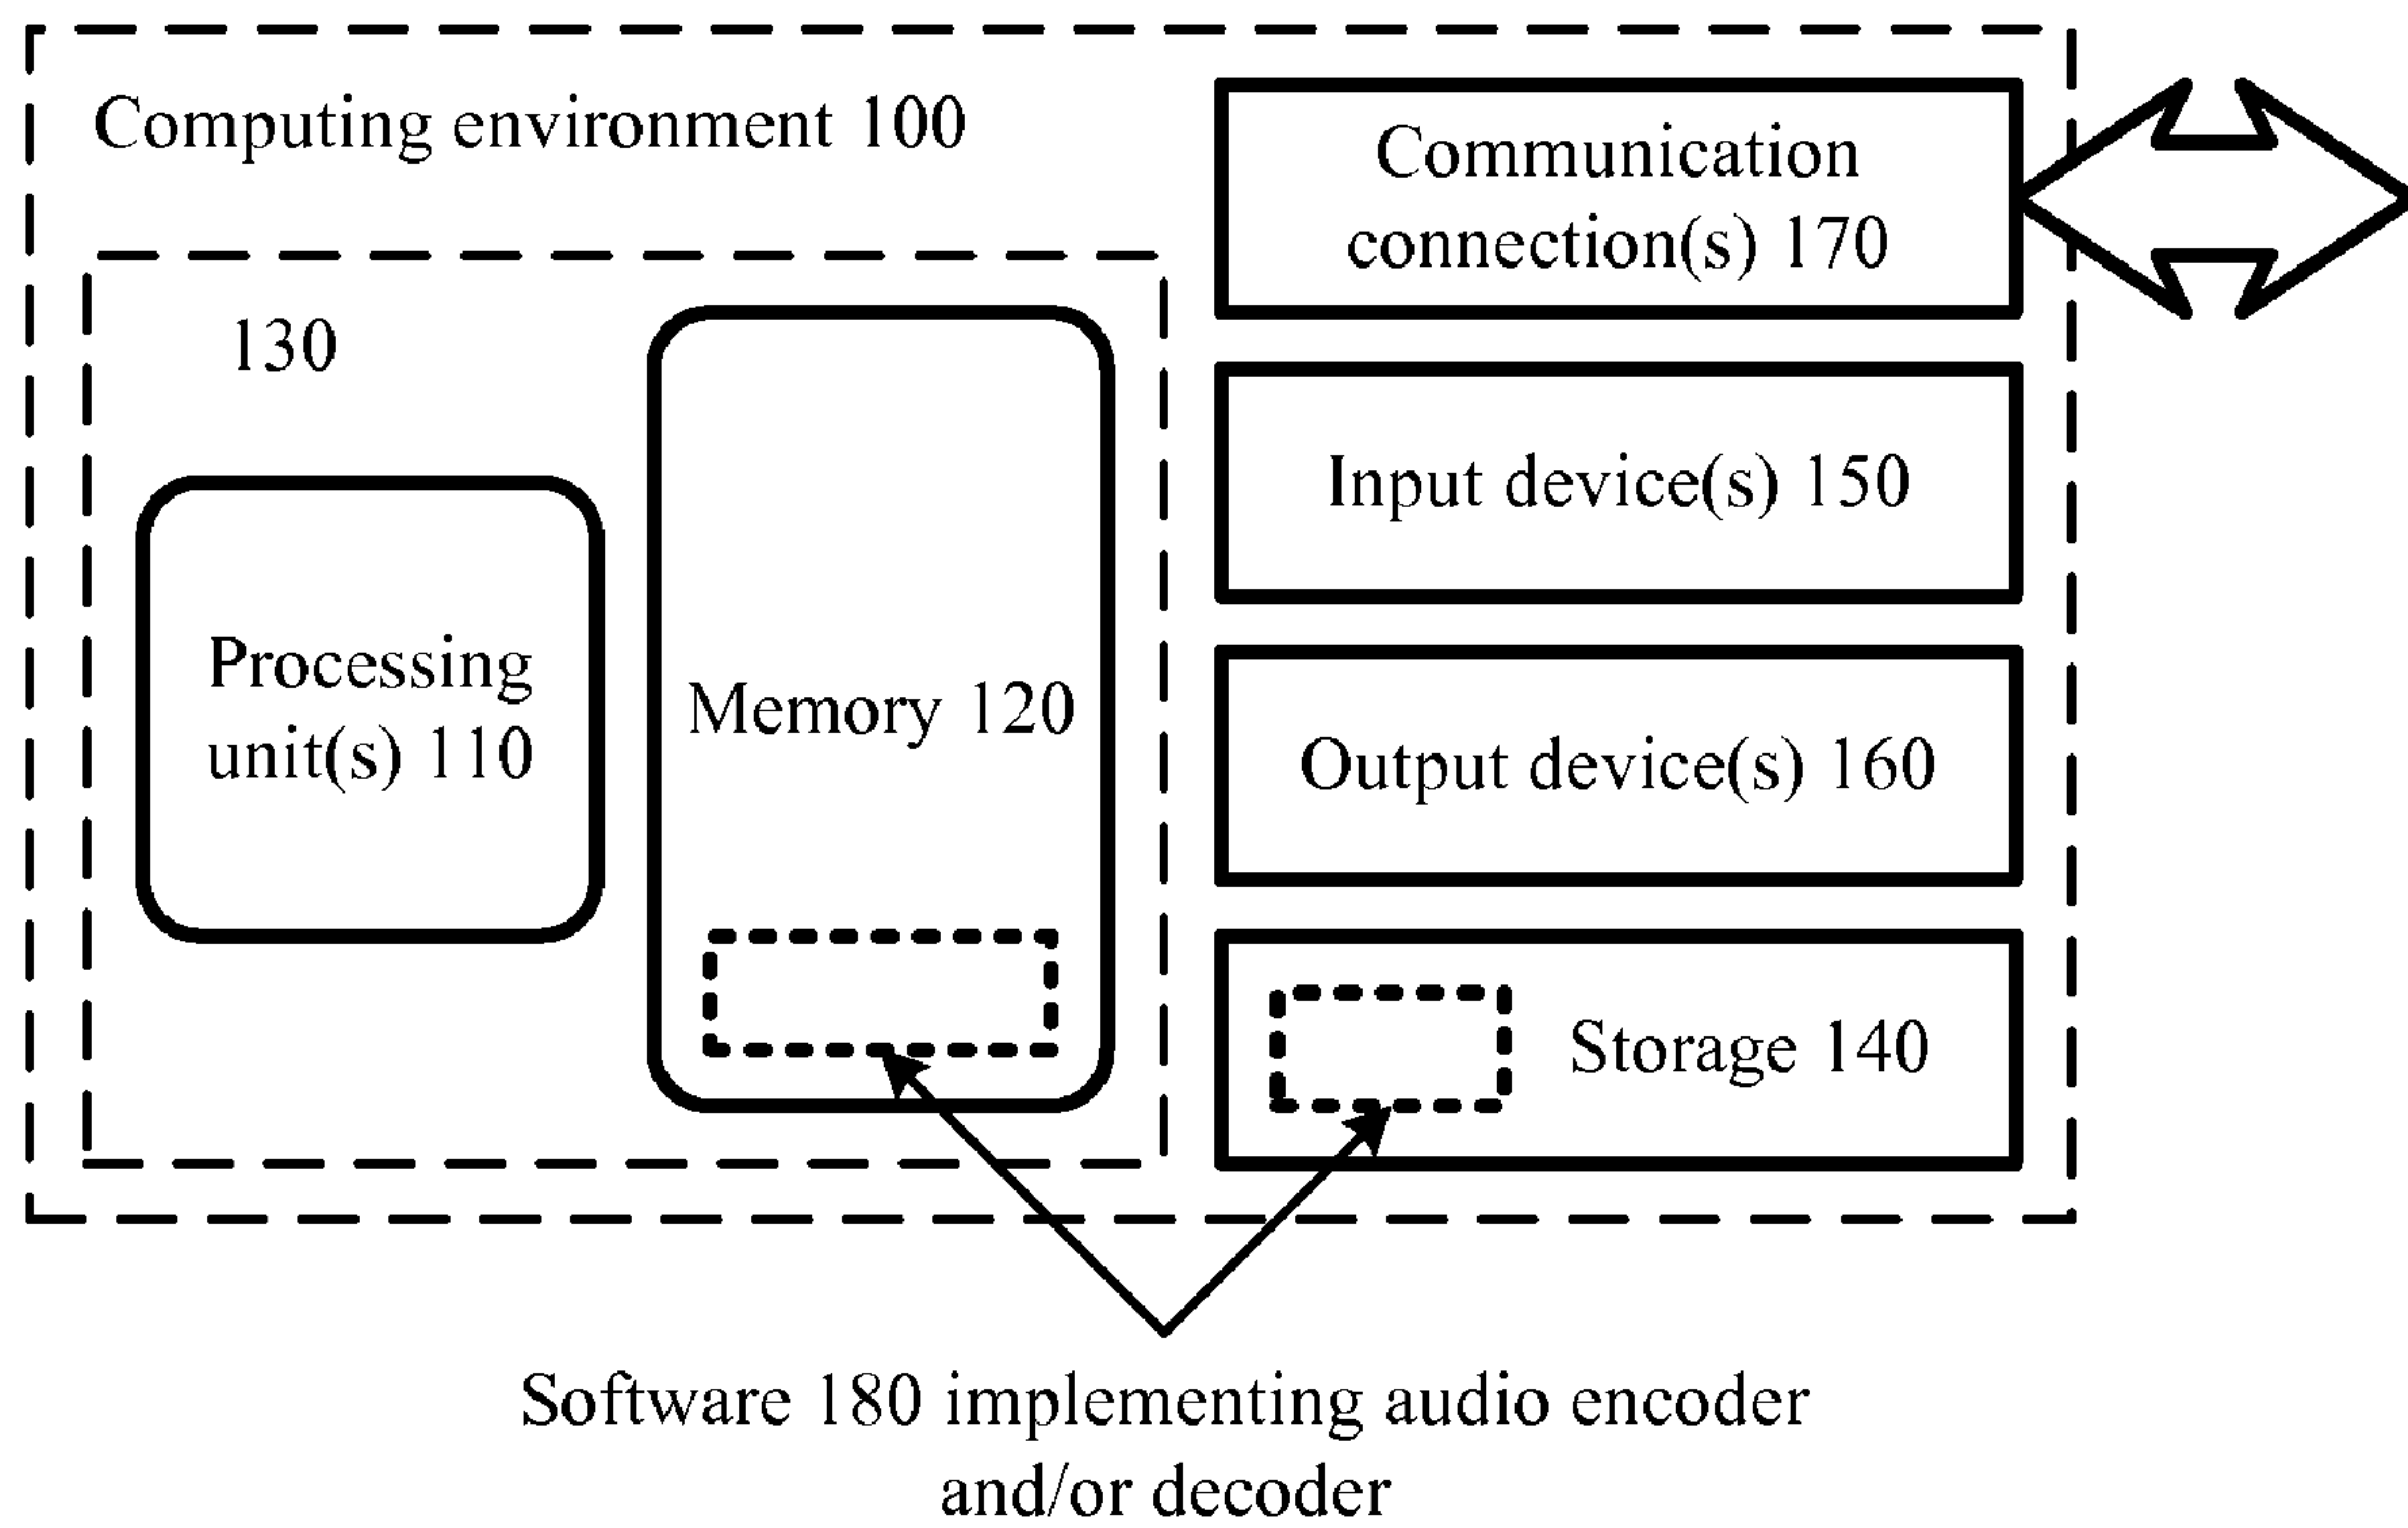 Computing environment 100
130
Processing
unit(s) 110
Memory 120
Communication
connection(s) 170
Input device(s) 150
Output device(s) 160
Storage 140
Software 180 implementing audio encoder
and/or decoder